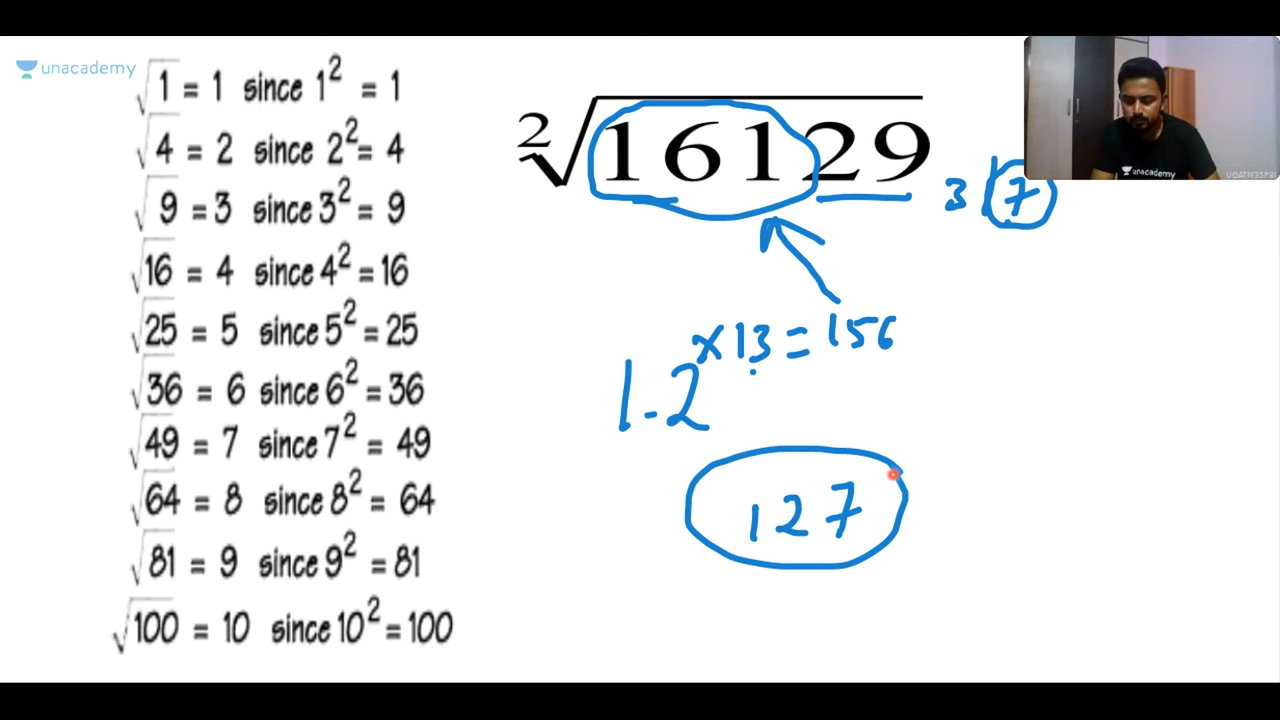 unacademy
√1 = 1 since 1² = 1
√4 = 2 since 2² = 4
√9 = 3 since 3² = 9
√16 = 4 since 4² = 16
√25 = 5 since 5² = 25
√36 = 6 since 6² = 36
√49 = 7 since 7² = 49
√64 = 8 since 8² = 64
√81 = 9 since 9² = 81
√100 = 10 since 10² = 100
²√16129
3 7
×13=156
1-2
127
unacademy